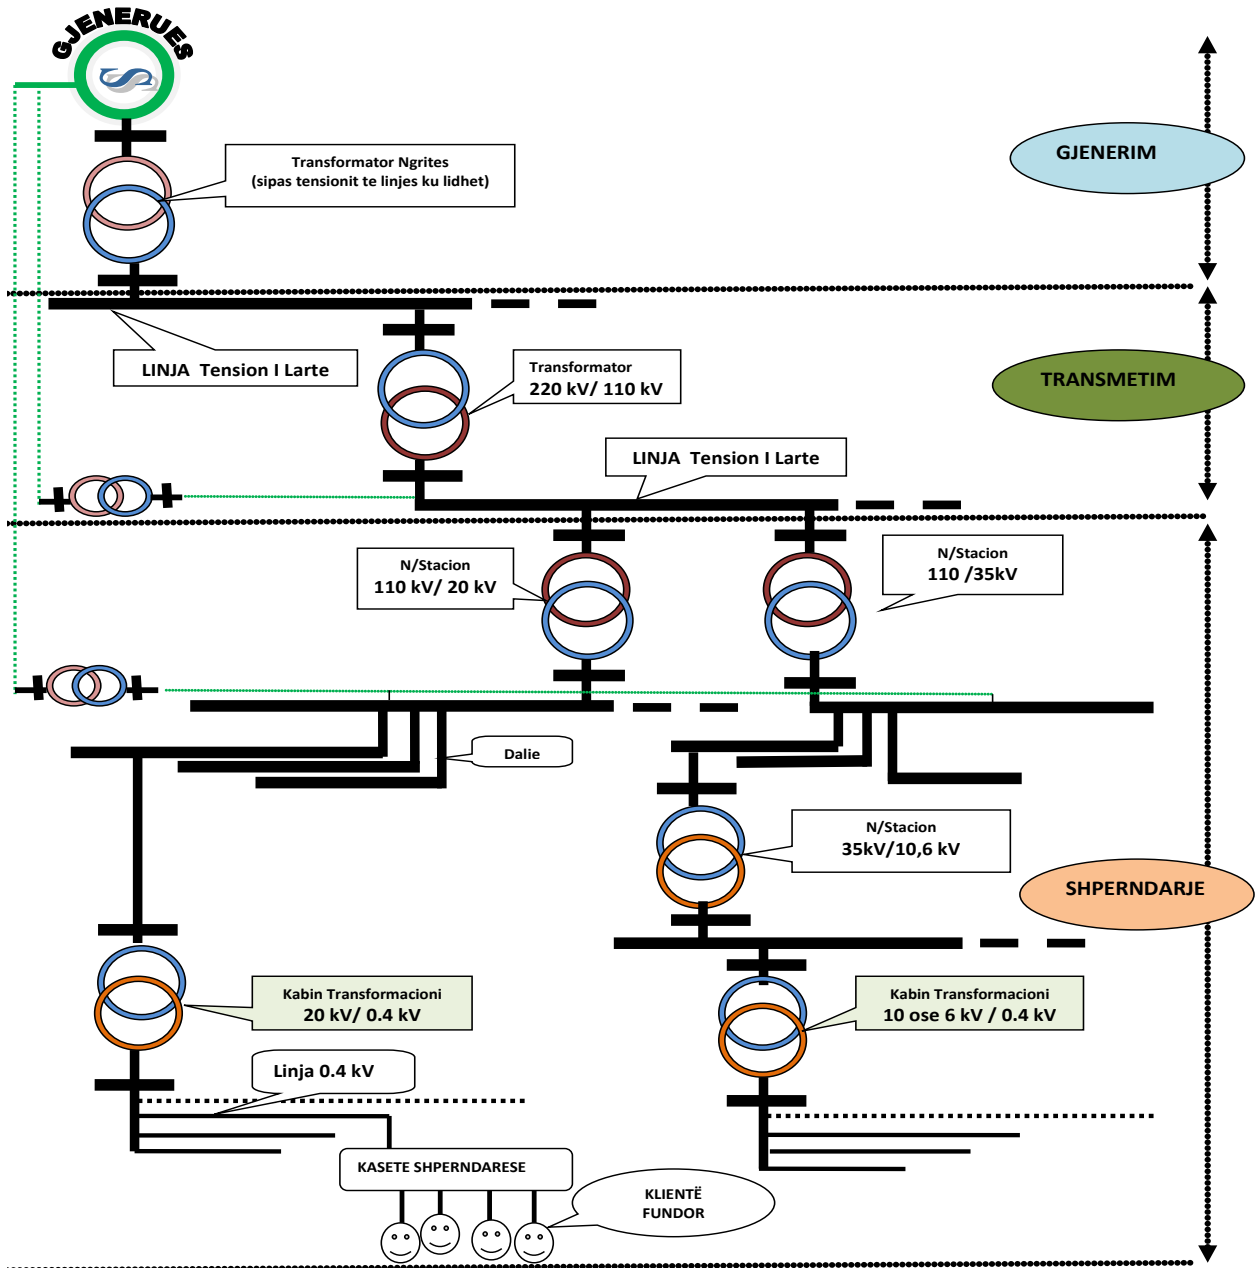 GJENERUES
Transformator Ngrites
(sipas tensionit te linjes ku lidhet)
GJENERIM
LINJA Tension I Larte
Transformator
220 kV/ 110 kV
TRANSMETIM
LINJA Tension I Larte
N/Stacion
110 kV/ 20 kV
N/Stacion
110 /35kV
Dalie
N/Stacion
35kV/10,6 kV
SHPERNDARJE
Kabin Transformacioni
20 kV/ 0.4 kV
Kabin Transformacioni
10 ose 6 kV / 0.4 kV
Linja 0.4 kV
KASETE SHPERNDARESE
KLIENTË
FUNDOR